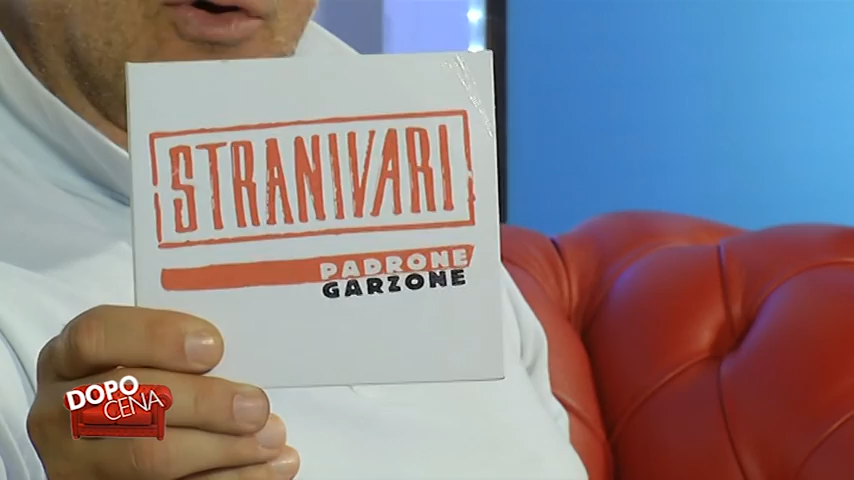 STRANIVARI
PADRONE
GARZONE
DOPO
CENA